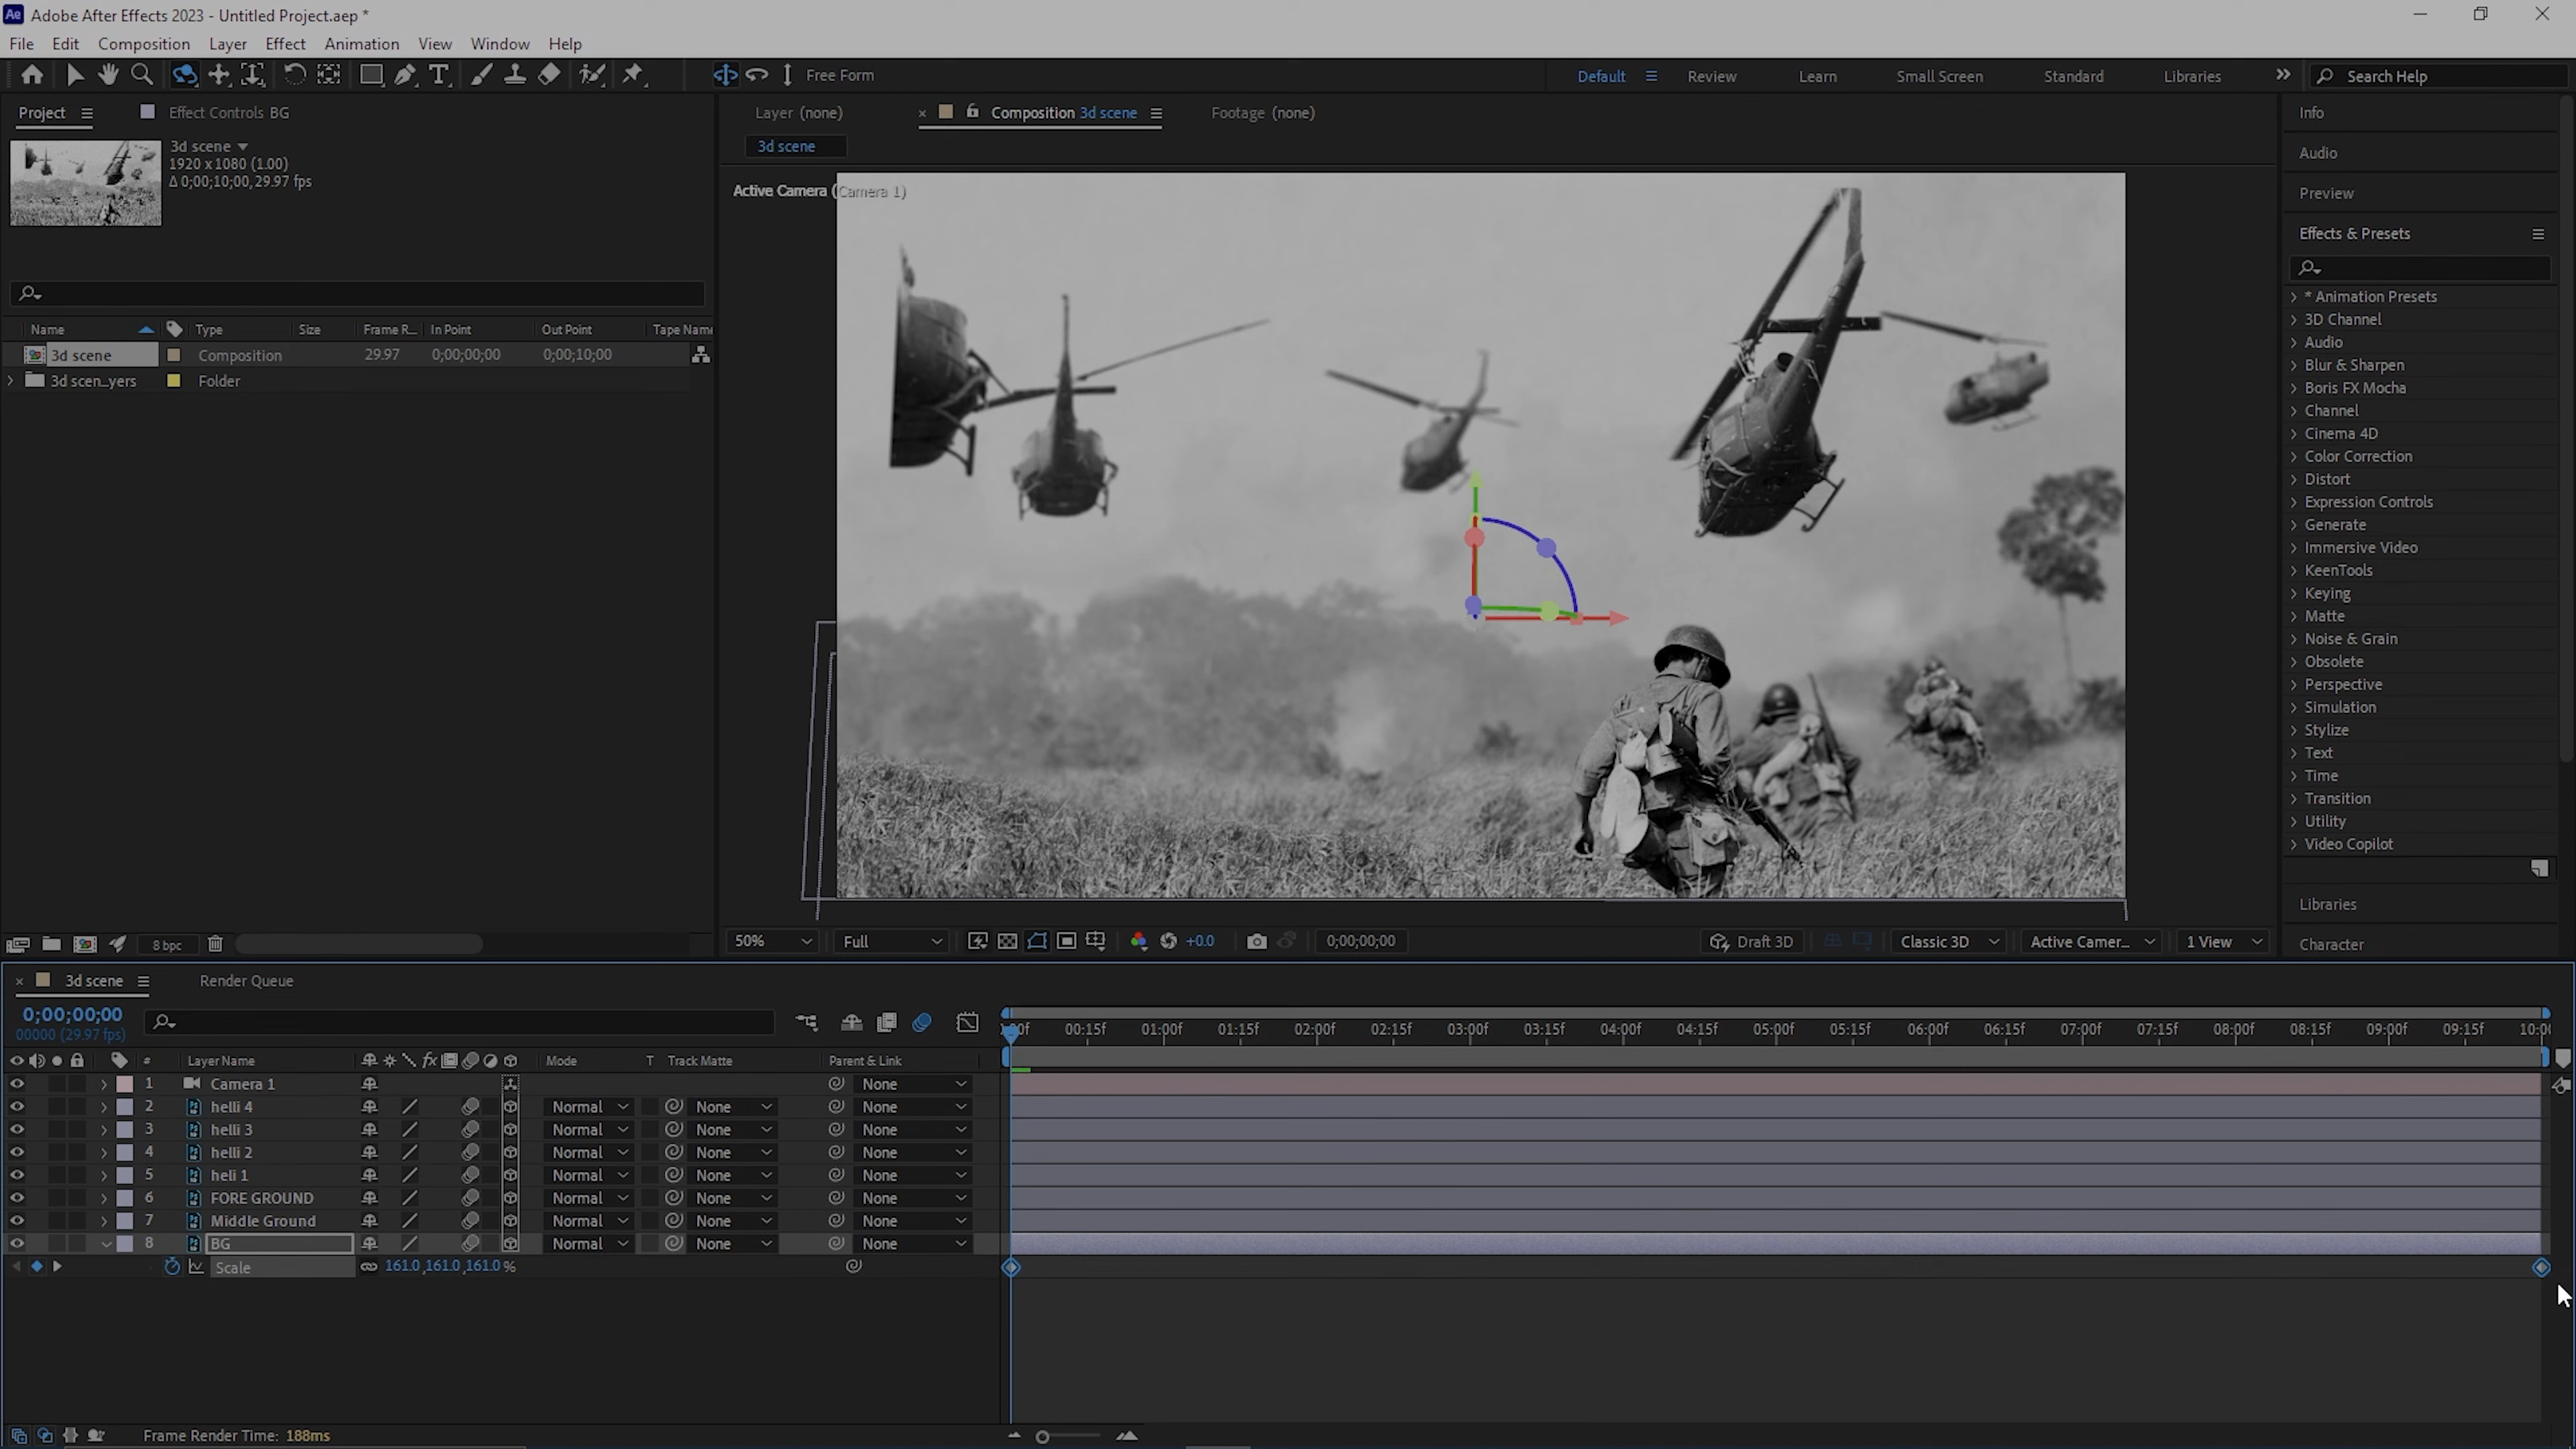 Adobe After Effects 2023 - Untitled Project.aep *
File Edit Composition Layer Effect Animation View Window Help
Free Form Default Review Learn Small Screen Standard Libraries Search Help
Project Effect Controls BG
3d scene
1920 x 1080 (1.00)
Δ 0;00;10;00, 29.97 fps
Name Type Size Frame R... In Point Out Point Tape Name
3d scene Composition 29.97 0;00;00;00 0;00;10;00
3d scen_yers Folder
8 bpc
Layer (none) Composition 3d scene Footage (none)
3d scene
Active Camera (Camera 1)
50% Full +0.0 0;00;00;00 Draft 3D Classic 3D Active Camer... 1 View
Info
Audio
Preview
Effects & Presets
* Animation Presets
3D Channel
Audio
Blur & Sharpen
Boris FX Mocha
Channel
Cinema 4D
Color Correction
Distort
Expression Controls
Generate
Immersive Video
KeenTools
Keying
Matte
Noise & Grain
Obsolete
Perspective
Simulation
Stylize
Text
Time
Transition
Utility
Video Copilot
Libraries
Character
3d scene Render Queue
0;00;00;00
00000 (29.97 fps)
00f 00:15f 01:00f 01:15f 02:00f 02:15f 03:00f 03:15f 04:00f 04:15f 05:00f 05:15f 06:00f 06:15f 07:00f 07:15f 08:00f 08:15f 09:00f 09:15f 10:0
# Layer Name fx Mode T Track Matte Parent & Link
1 Camera 1 None
2 helli 4 Normal None None
3 helli 3 Normal None None
4 helli 2 Normal None None
5 heli 1 Normal None None
6 FORE GROUND Normal None None
7 Middle Ground Normal None None
8 BG Normal None None
Scale 161.0,161.0,161.0 %
Frame Render Time: 188ms